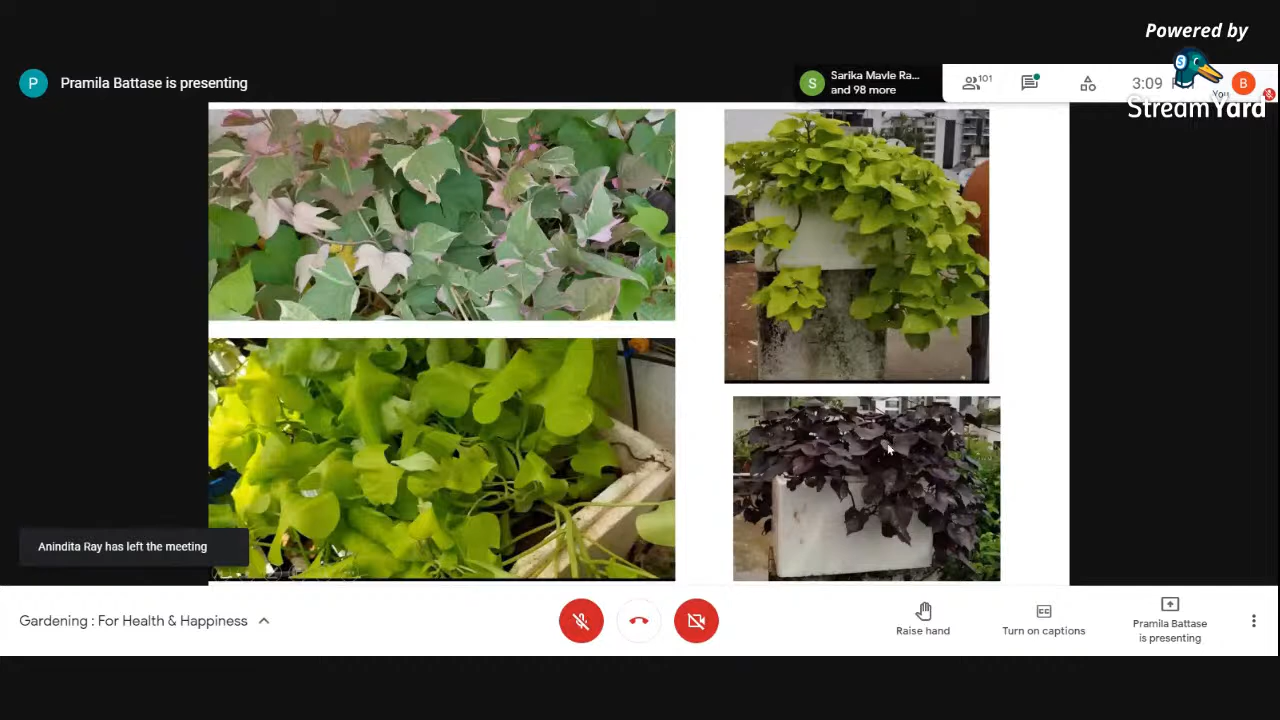 Powered by
StreamYard
P
Pramila Battase is presenting
S
Sarika Mavle Ra...
and 98 more
101
3:09
B
You
Anindita Ray has left the meeting
Gardening : For Health & Happiness
Raise hand
CC
Turn on captions
Pramila Battase
is presenting